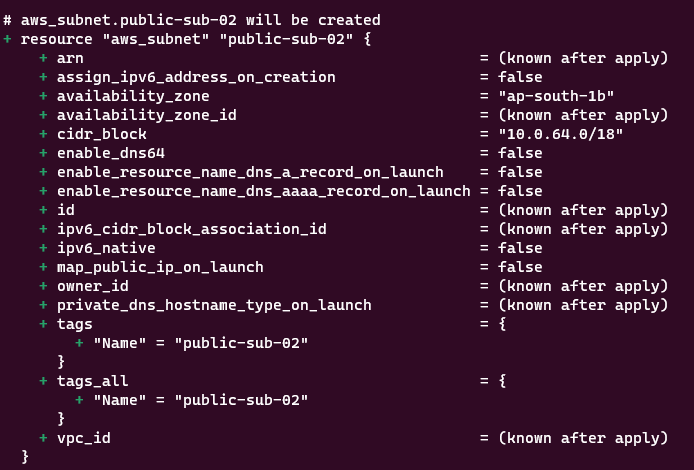 # aws_subnet.public-sub-02 will be created
+ resource "aws_subnet" "public-sub-02" {
    + arn                                            = (known after apply)
    + assign_ipv6_address_on_creation                = false
    + availability_zone                              = "ap-south-1b"
    + availability_zone_id                           = (known after apply)
    + cidr_block                                     = "10.0.64.0/18"
    + enable_dns64                                   = false
    + enable_resource_name_dns_a_record_on_launch    = false
    + enable_resource_name_dns_aaaa_record_on_launch = false
    + id                                             = (known after apply)
    + ipv6_cidr_block_association_id                 = (known after apply)
    + ipv6_native                                    = false
    + map_public_ip_on_launch                        = false
    + owner_id                                       = (known after apply)
    + private_dns_hostname_type_on_launch            = (known after apply)
    + tags                                           = {
        + "Name" = "public-sub-02"
      }
    + tags_all                                       = {
        + "Name" = "public-sub-02"
      }
    + vpc_id                                         = (known after apply)
  }